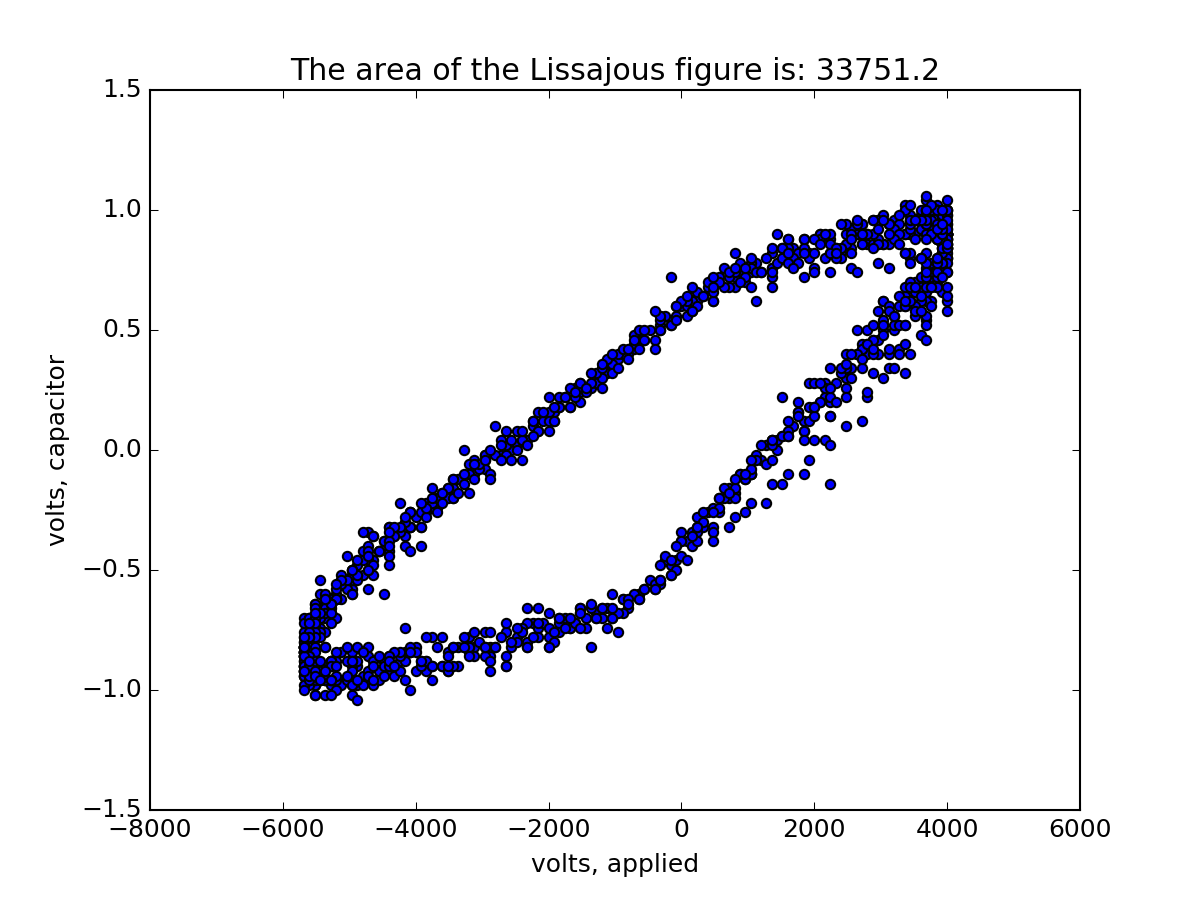 The area of the Lissajous figure is: 33751.2
1.5
1.0
0.5
0.0
−0.5
−1.0
−1.5
volts, capacitor
−8000 −6000 −4000 −2000 0 2000 4000 6000
volts, applied